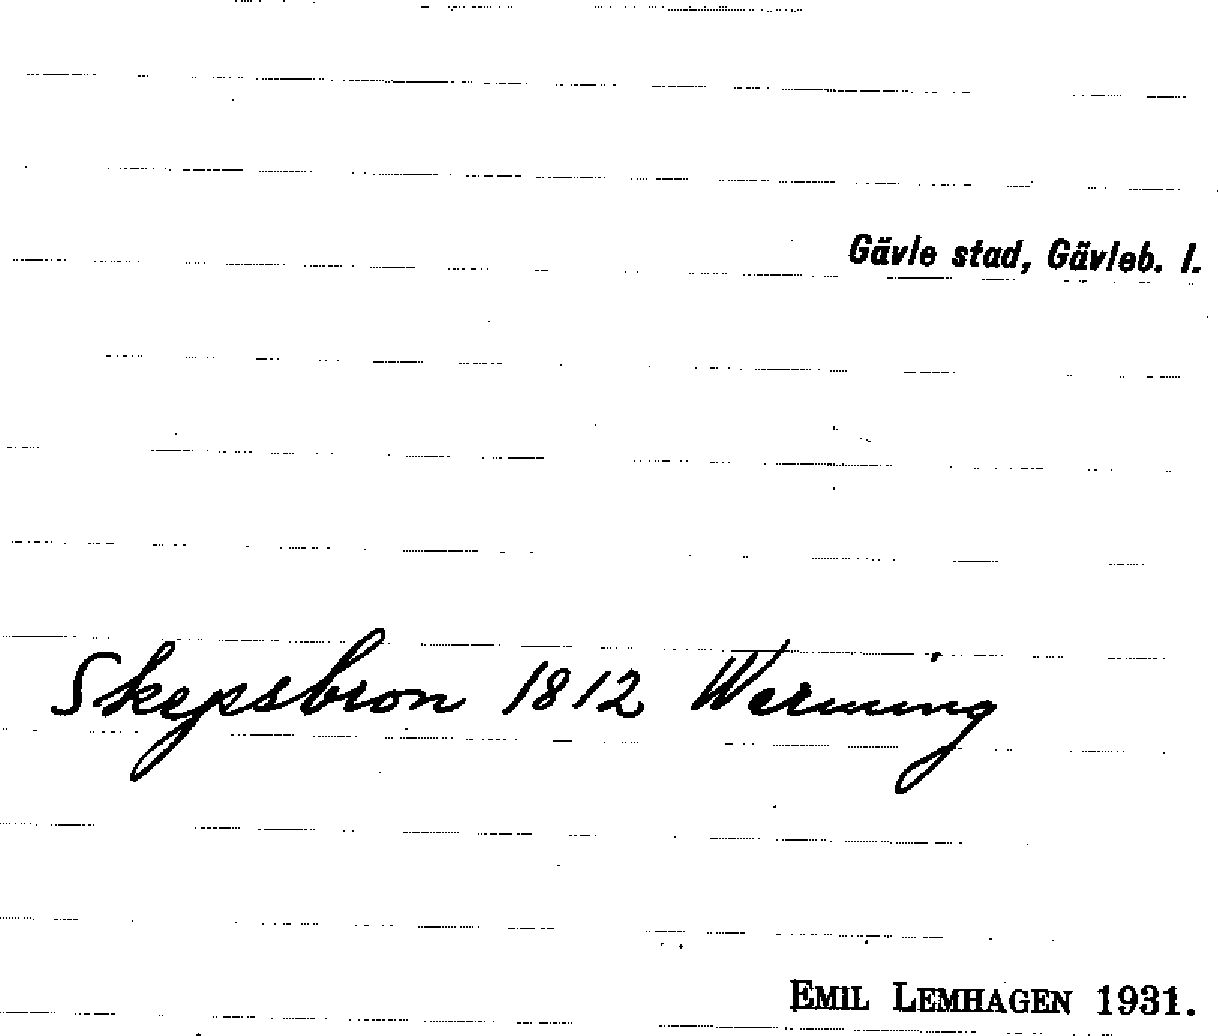 Gävle stad, Gävleb. l.
Skepsbron 1812 Werming
EMIL LEMHAGEN 1931.